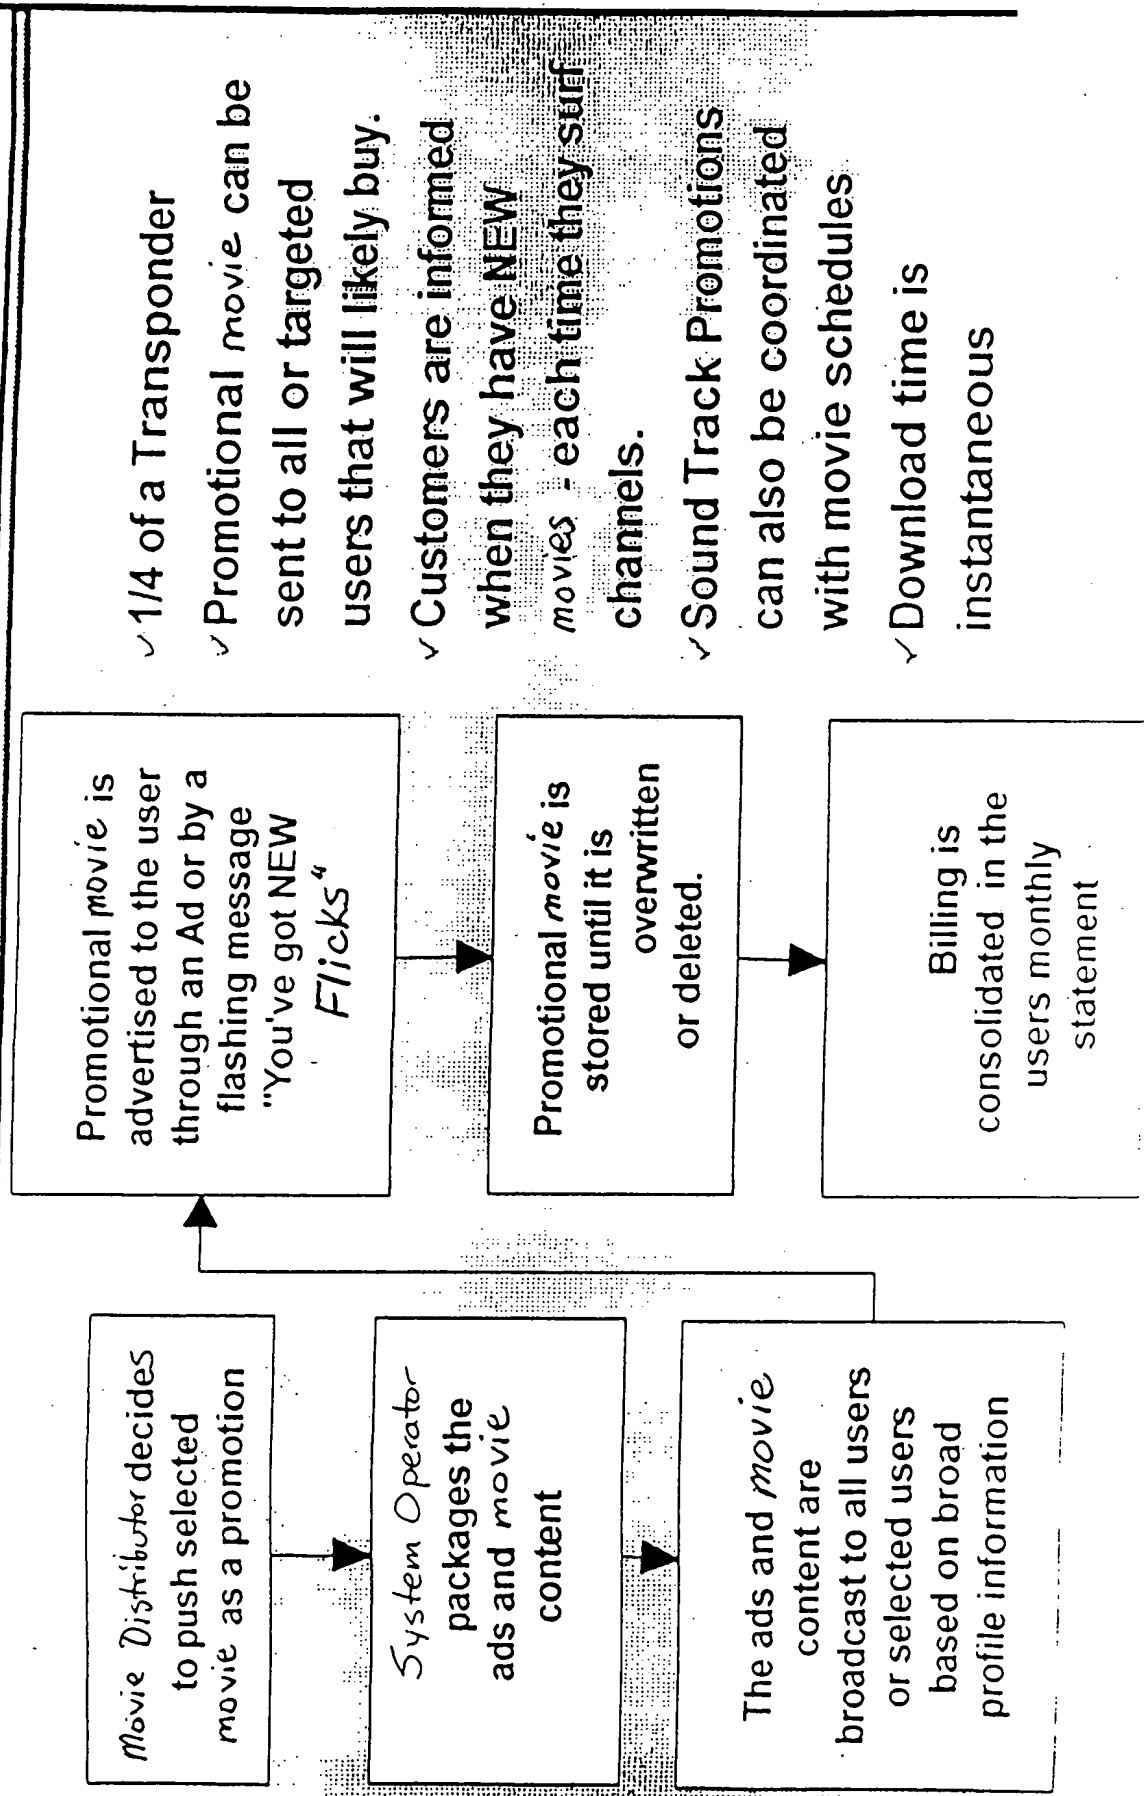 Movie Distributor decides
to push selected
movie as a promotion
System Operator
packages the
ads and movie
content
The ads and movie
content are
broadcast to all users
or selected users
based on broad
profile information
Promotional movie is
advertised to the user
through an Ad or by a
flashing message
"You've got NEW
Flicks"
Promotional movie is
stored until it is
overwritten
or deleted.
Billing is
consolidated in the
users monthly
statement
✓ 1/4 of a Transponder
✓ Promotional movie can be
sent to all or targeted
users that will likely buy.
✓ Customers are informed
when they have NEW
movies - each time they surf
channels.
✓ Sound Track Promotions
can also be coordinated
with movie schedules
✓ Download time is
instantaneous